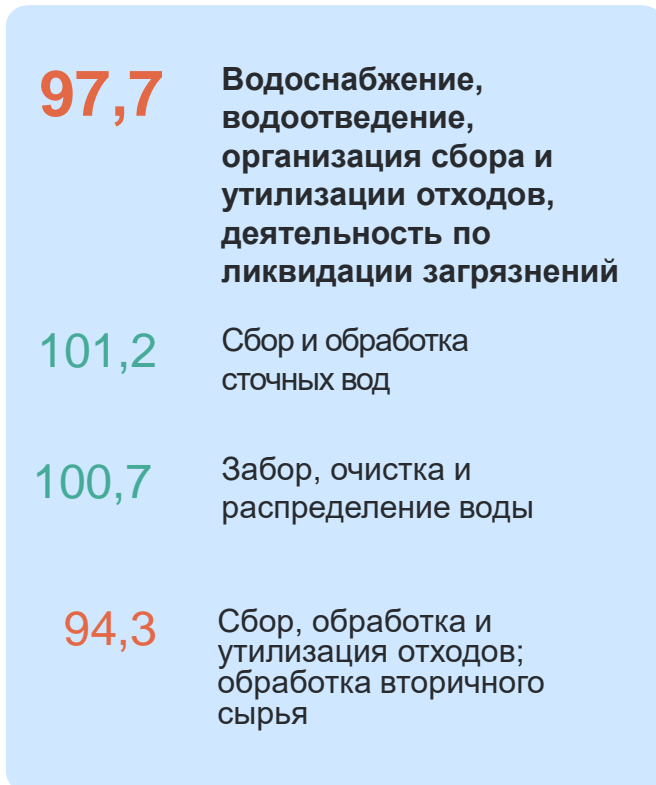 97,7 Водоснабжение,
водоотведение,
организация сбора и
утилизации отходов,
деятельность по
ликвидации загрязнений
101,2 Сбор и обработка
сточных вод
100,7 Забор, очистка и
распределение воды
94,3 Сбор, обработка и
утилизация отходов;
обработка вторичного
сырья